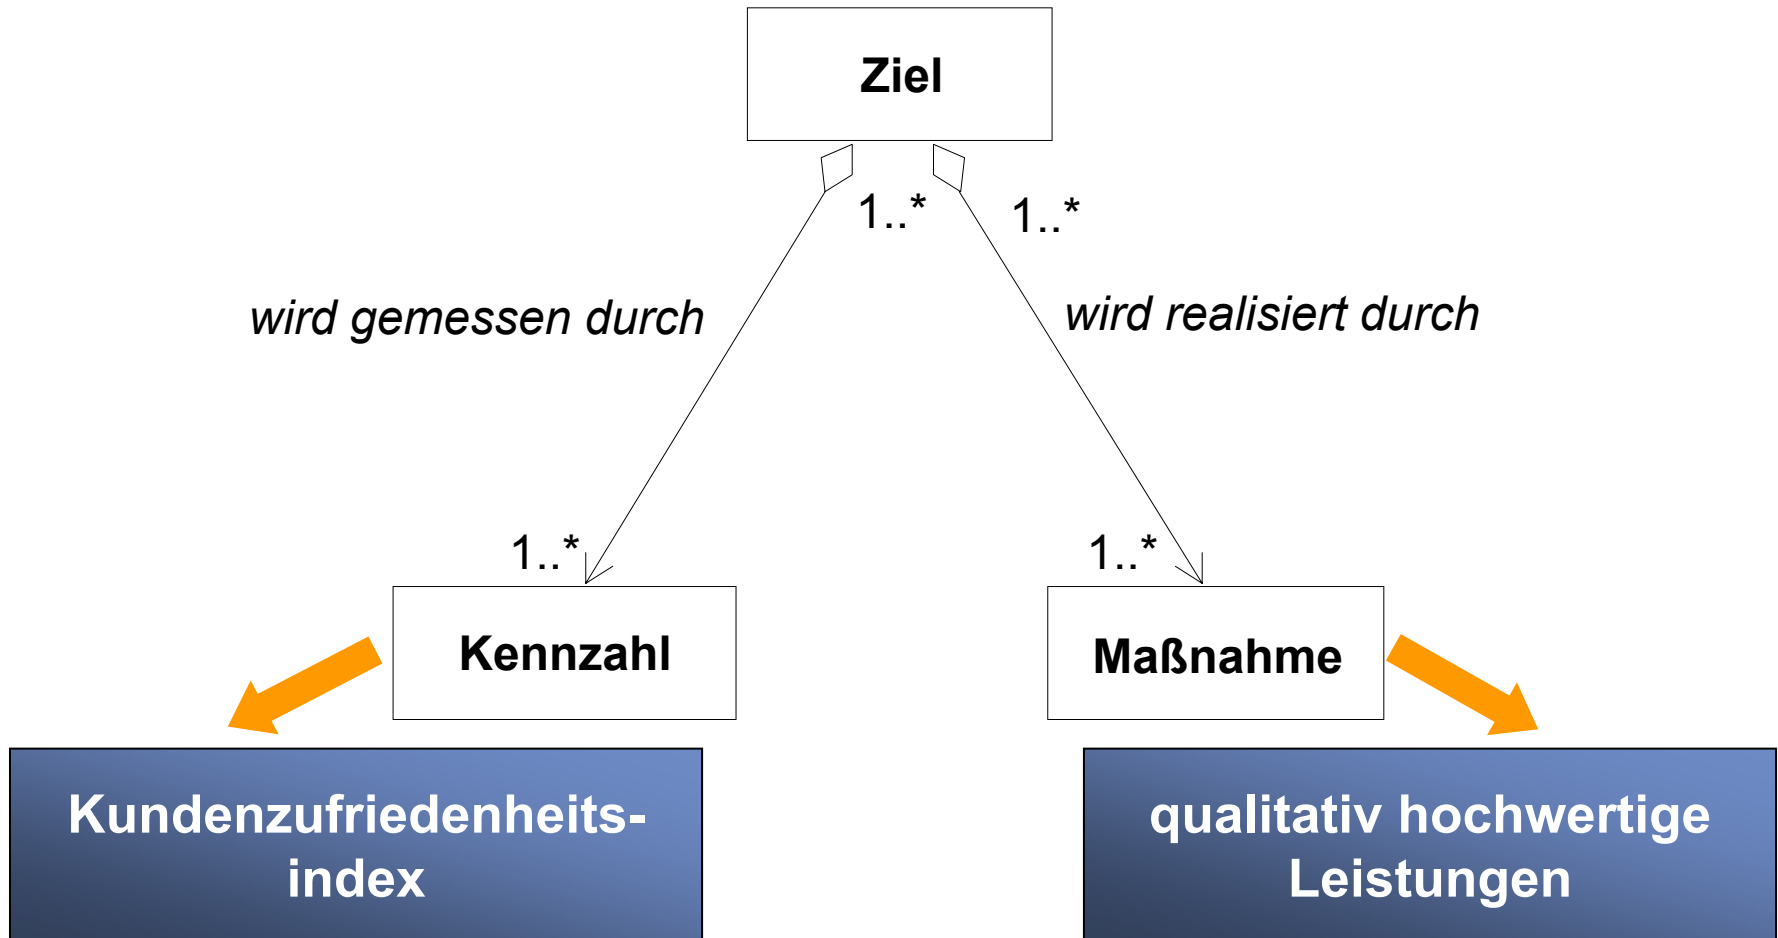 Ziel
1..*
1..*
wird gemessen durch
wird realisiert durch
1..*
1..*
Kennzahl
Maßnahme
Kundenzufriedenheits-
index
qualitativ hochwertige
Leistungen